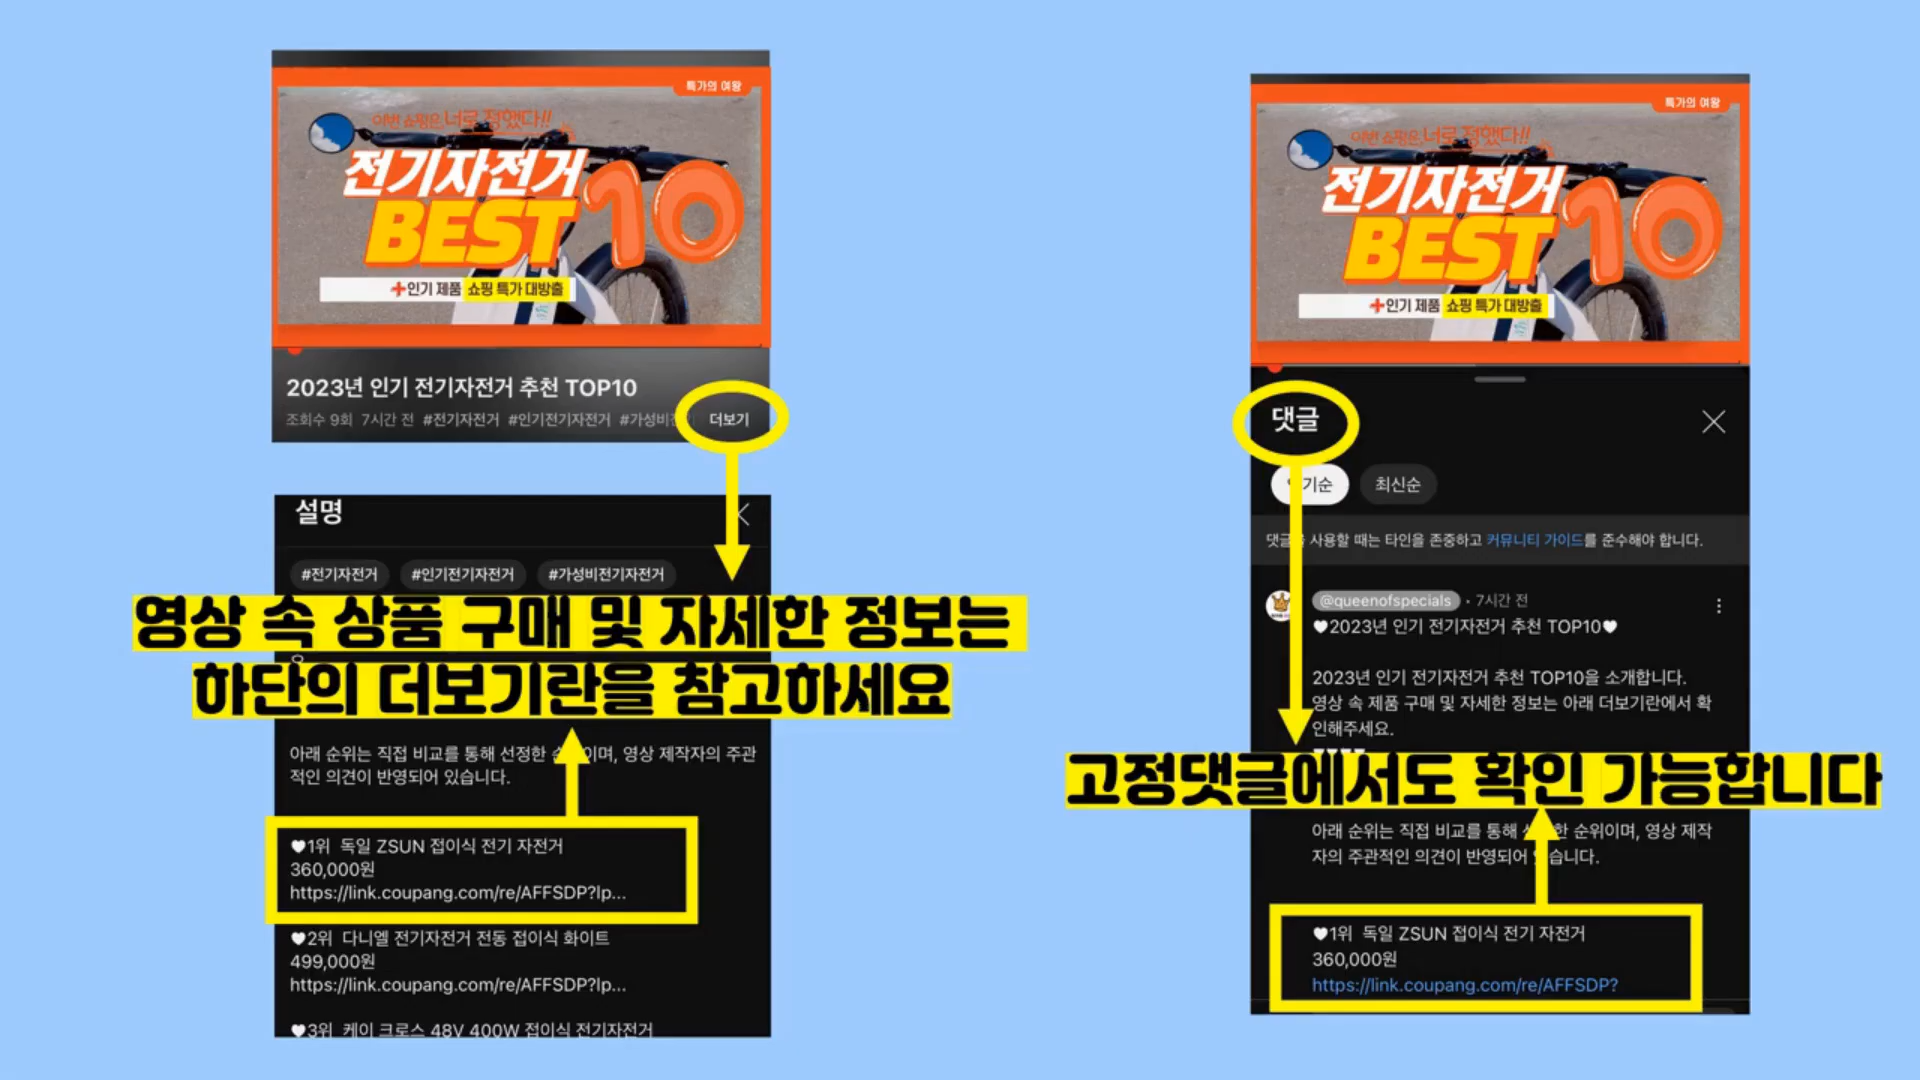 특가의 여왕
이번 쇼핑은 너로 정했다!!
전기자전거
BEST 10
+인기 제품 쇼핑 특가 대방출
2023년 인기 전기자전거 추천 TOP10
조회수 9회 7시간 전 #전기자전거 #인기전기자전거 #가성비전
더보기
설명
#전기자전거 #인기전기자전거 #가성비전기자전거
영상 속 상품 구매 및 자세한 정보는
하단의 더보기란을 참고하세요
아래 순위는 직접 비교를 통해 선정한 순위이며, 영상 제작자의 주관
적인 의견이 반영되어 있습니다.
♥1위 독일 ZSUN 접이식 전기 자전거
360,000원
https://link.coupang.com/re/AFFSDP?lp...
♥2위 다니엘 전기자전거 전동 접이식 화이트
499,000원
https://link.coupang.com/re/AFFSDP?lp...
♥3위 케이 크로스 48V 400W 접이식 전기자전거
특가의 여왕
이번 쇼핑은 너로 정했다!!
전기자전거
BEST 10
+인기 제품 쇼핑 특가 대방출
댓글
인기순 최신순
댓글을 사용할 때는 타인을 존중하고 커뮤니티 가이드를 준수해야 합니다.
@queenofspecials · 7시간 전
♥2023년 인기 전기자전거 추천 TOP10♥
2023년 인기 전기자전거 추천 TOP10을 소개합니다.
영상 속 제품 구매 및 자세한 정보는 아래 더보기란에서 확
인해주세요.
고정댓글에서도 확인 가능합니다
아래 순위는 직접 비교를 통해 선정한 순위이며, 영상 제작
자의 주관적인 의견이 반영되어 있습니다.
♥1위 독일 ZSUN 접이식 전기 자전거
360,000원
https://link.coupang.com/re/AFFSDP?